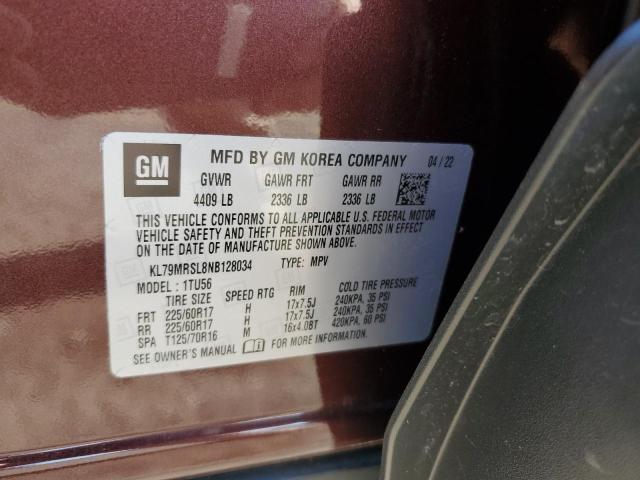 GM MFD BY GM KOREA COMPANY 04/22
GVWR GAWR FRT GAWR RR
4409 LB 2336 LB 2336 LB
THIS VEHICLE CONFORMS TO ALL APPLICABLE U.S. FEDERAL MOTOR
VEHICLE SAFETY AND THEFT PREVENTION STANDARDS IN EFFECT
ON THE DATE OF MANUFACTURE SHOWN ABOVE.
KL79MRSL8NB128034 TYPE: MPV
MODEL: 1TU56
TIRE SIZE SPEED RTG RIM COLD TIRE PRESSURE
FRT 225/60R17 H 17x7.5J 240KPA, 35 PSI
RR 225/60R17 H 17x7.5J 240KPA, 35 PSI
SPA T125/70R16 M 16x4.0BT 420KPA, 60 PSI
SEE OWNER'S MANUAL FOR MORE INFORMATION